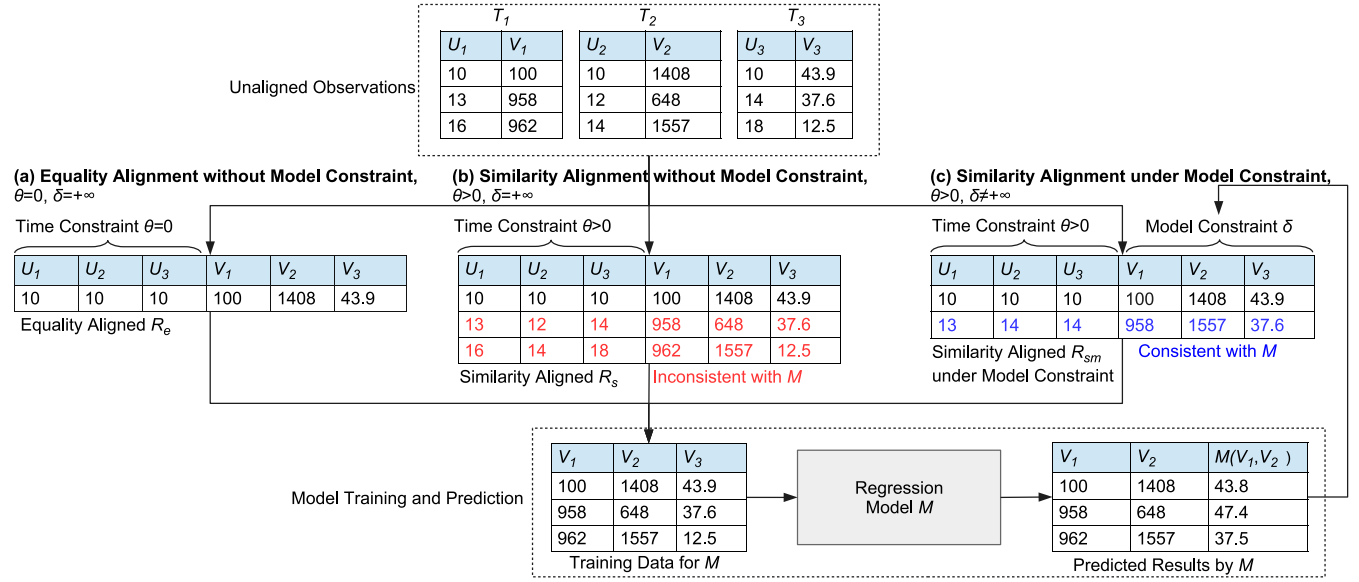 T1 T2 T3
U1 V1 U2 V2 U3 V3
10 100 10 1408 10 43.9
Unaligned Observations
13 958 12 648 14 37.6
16 962 14 1557 18 12.5
(a) Equality Alignment without Model Constraint,
θ=0, δ=+∞
Time Constraint θ=0
U1 U2 U3 V1 V2 V3
10 10 10 100 1408 43.9
Equality Aligned Re
(b) Similarity Alignment without Model Constraint,
θ>0, δ=+∞
Time Constraint θ>0
U1 U2 U3 V1 V2 V3
10 10 10 100 1408 43.9
13 12 14 958 648 37.6
16 14 18 962 1557 12.5
Similarity Aligned Rs Inconsistent with M
(c) Similarity Alignment under Model Constraint,
θ>0, δ≠+∞
Time Constraint θ>0 Model Constraint δ
U1 U2 U3 V1 V2 V3
10 10 10 100 1408 43.9
13 14 14 958 1557 37.6
Similarity Aligned Rsm Consistent with M
under Model Constraint
Model Training and Prediction
V1 V2 V3
100 1408 43.9
958 648 37.6
962 1557 12.5
Training Data for M
Regression
Model M
V1 V2 M(V1,V2 )
100 1408 43.8
958 648 47.4
962 1557 37.5
Predicted Results by M